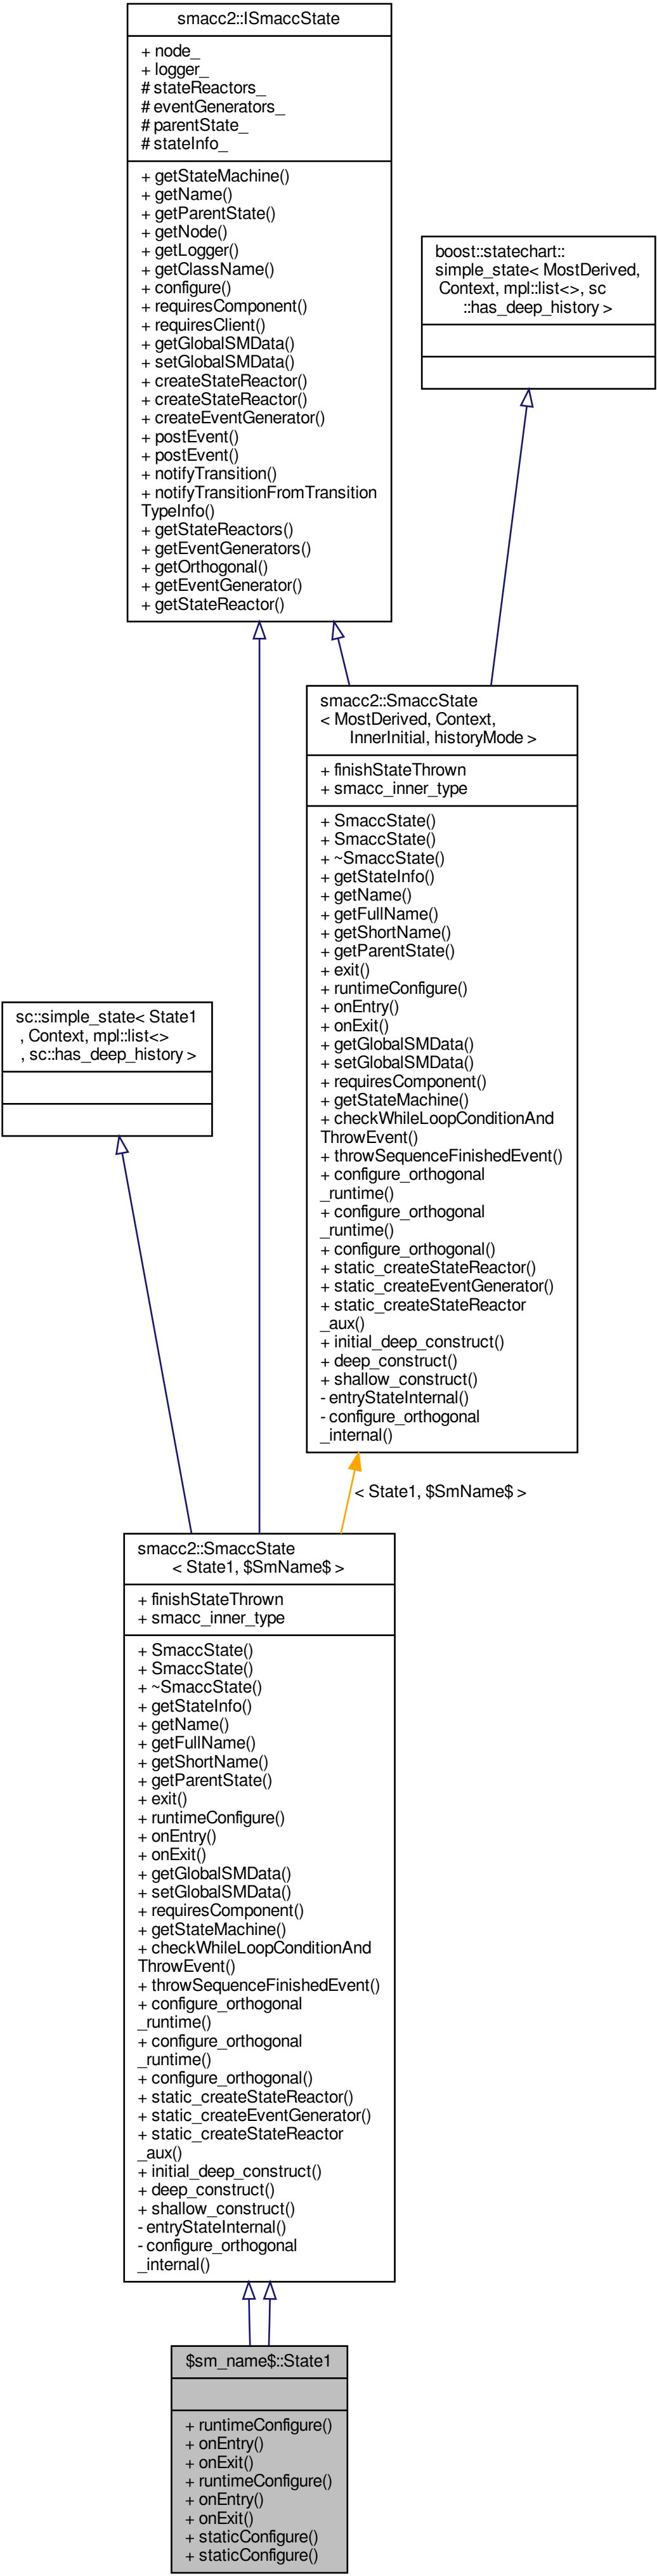 smacc2::ISmaccState
+ node_
+ logger_
# stateReactors_
# eventGenerators_
# parentState_
# stateInfo_
+ getStateMachine()
+ getName()
+ getParentState()
+ getNode()
+ getLogger()
+ getClassName()
+ configure()
+ requiresComponent()
+ requiresClient()
+ getGlobalSMData()
+ setGlobalSMData()
+ createStateReactor()
+ createStateReactor()
+ createEventGenerator()
+ postEvent()
+ postEvent()
+ notifyTransition()
+ notifyTransitionFromTransition
TypeInfo()
+ getStateReactors()
+ getEventGenerators()
+ getOrthogonal()
+ getEventGenerator()
+ getStateReactor()
boost::statechart::
simple_state< MostDerived,
Context, mpl::list<>, sc
::has_deep_history >
smacc2::SmaccState
< MostDerived, Context,
InnerInitial, historyMode >
+ finishStateThrown
+ smacc_inner_type
+ SmaccState()
+ SmaccState()
+ ~SmaccState()
+ getStateInfo()
+ getName()
+ getFullName()
+ getShortName()
+ getParentState()
+ exit()
+ runtimeConfigure()
+ onEntry()
+ onExit()
+ getGlobalSMData()
+ setGlobalSMData()
+ requiresComponent()
+ getStateMachine()
+ checkWhileLoopConditionAnd
ThrowEvent()
+ throwSequenceFinishedEvent()
+ configure_orthogonal
_runtime()
+ configure_orthogonal
_runtime()
+ configure_orthogonal()
+ static_createStateReactor()
+ static_createEventGenerator()
+ static_createStateReactor
_aux()
+ initial_deep_construct()
+ deep_construct()
+ shallow_construct()
- entryStateInternal()
- configure_orthogonal
_internal()
sc::simple_state< State1
, Context, mpl::list<>
, sc::has_deep_history >
< State1, $SmName$ >
smacc2::SmaccState
< State1, $SmName$ >
+ finishStateThrown
+ smacc_inner_type
+ SmaccState()
+ SmaccState()
+ ~SmaccState()
+ getStateInfo()
+ getName()
+ getFullName()
+ getShortName()
+ getParentState()
+ exit()
+ runtimeConfigure()
+ onEntry()
+ onExit()
+ getGlobalSMData()
+ setGlobalSMData()
+ requiresComponent()
+ getStateMachine()
+ checkWhileLoopConditionAnd
ThrowEvent()
+ throwSequenceFinishedEvent()
+ configure_orthogonal
_runtime()
+ configure_orthogonal
_runtime()
+ configure_orthogonal()
+ static_createStateReactor()
+ static_createEventGenerator()
+ static_createStateReactor
_aux()
+ initial_deep_construct()
+ deep_construct()
+ shallow_construct()
- entryStateInternal()
- configure_orthogonal
_internal()
$sm_name$::State1
+ runtimeConfigure()
+ onEntry()
+ onExit()
+ runtimeConfigure()
+ onEntry()
+ onExit()
+ staticConfigure()
+ staticConfigure()